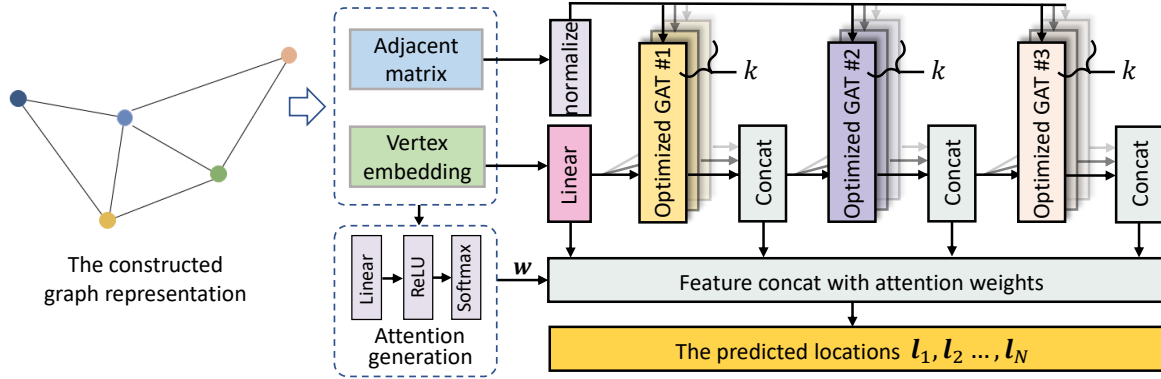 The constructed
graph representation
Adjacent
matrix
Vertex
embedding
Linear
ReLU
Softmax
Attention
generation
w
normalize
Linear
Optimized GAT #1
k
Concat
Optimized GAT #2
k
Concat
Optimized GAT #3
k
Concat
Feature concat with attention weights
The predicted locations l₁, l₂ ..., l_N